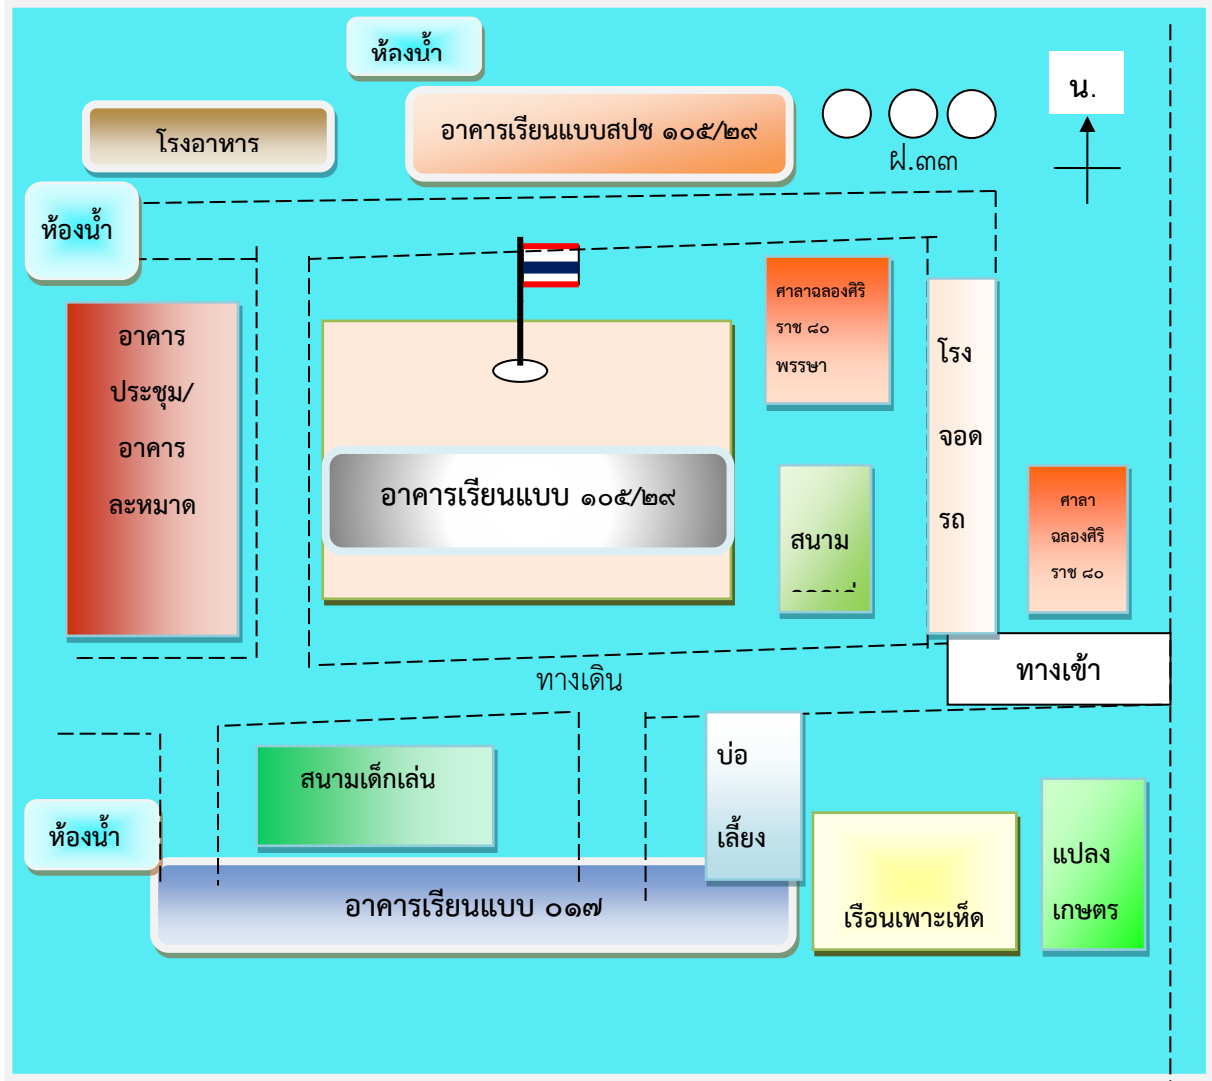 ห้องน้ำ
น.
โรงอาหาร
อาคารเรียนแบบสปช ๑๐๕/๒๙
ฝ.๓๓
ห้องน้ำ
ศาลาฉลองศิริ
ราช ๘๐
พรรษา
อาคาร
ประชุม/
อาคาร
ละหมาด
โรง
จอด
รถ
อาคารเรียนแบบ ๑๐๕/๒๙
สนาม
ศาลา
ฉลองศิริ
ราช ๘๐
ทางเข้า
ทางเดิน
บ่อ
เลี้ยง
สนามเด็กเล่น
ห้องน้ำ
อาคารเรียนแบบ ๐๑๗
เรือนเพาะเห็ด
แปลง
เกษตร